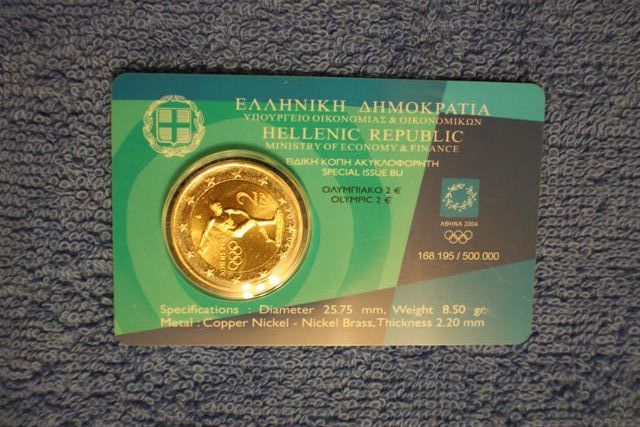 ΕΛΛΗΝΙΚΗ ΔΗΜΟΚΡΑΤΙΑ
ΥΠΟΥΡΓΕΙΟ ΟΙΚΟΝΟΜΙΑΣ & ΟΙΚΟΝΟΜΙΚΩΝ
HELLENIC REPUBLIC
MINISTRY OF ECONOMY & FINANCE
ΕΙΔΙΚΗ ΚΟΠΗ ΑΚΥΚΛΟΦΟΡΗΤΗ
SPECIAL ISSUE BU
ΟΛΥΜΠΙΑΚΟ 2 €
OLYMPIC 2 €
2
ΑΘΗΝΑ 2004
168.195 / 500.000
Specifications : Diameter 25.75 mm, Weight 8.50 gr.
Metal : Copper Nickel - Nickel Brass, Thickness 2.20 mm